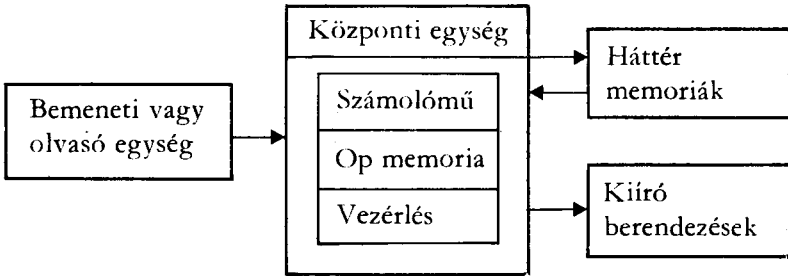 Bemeneti vagy
olvasó egység
Központi egység
Számolómű
Op memoria
Vezérlés
Háttér
memoriák
Kiíró
berendezések